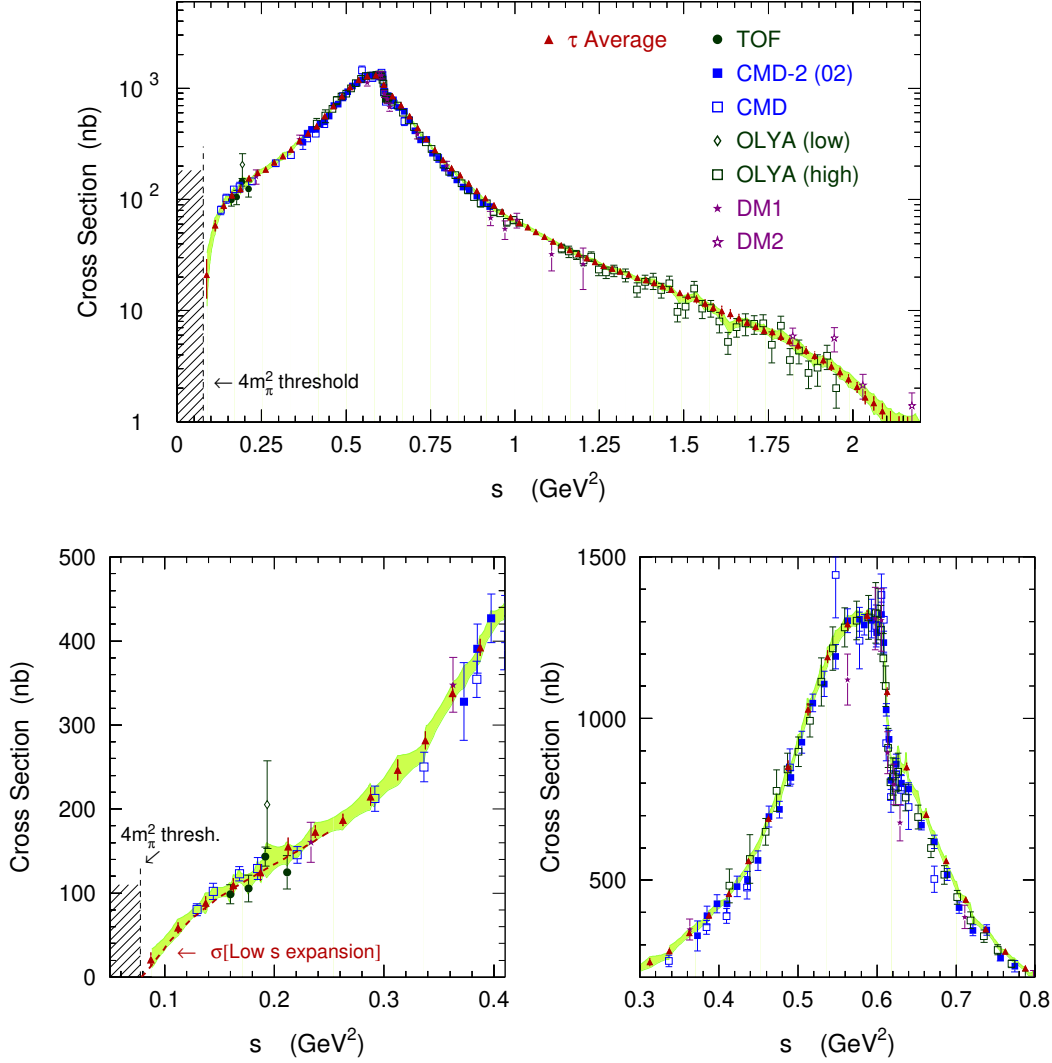 τ Average
TOF
CMD-2 (02)
CMD
OLYA (low)
OLYA (high)
DM1
DM2
Cross Section (nb)
10³
10²
10
1
← 4m²π threshold
0 0.25 0.5 0.75 1 1.25 1.5 1.75 2
s (GeV²)
Cross Section (nb)
500
400
300
200
100
0
4m²π thresh.
← σ[Low s expansion]
0.1 0.2 0.3 0.4
s (GeV²)
Cross Section (nb)
1500
1000
500
0.3 0.4 0.5 0.6 0.7 0.8
s (GeV²)